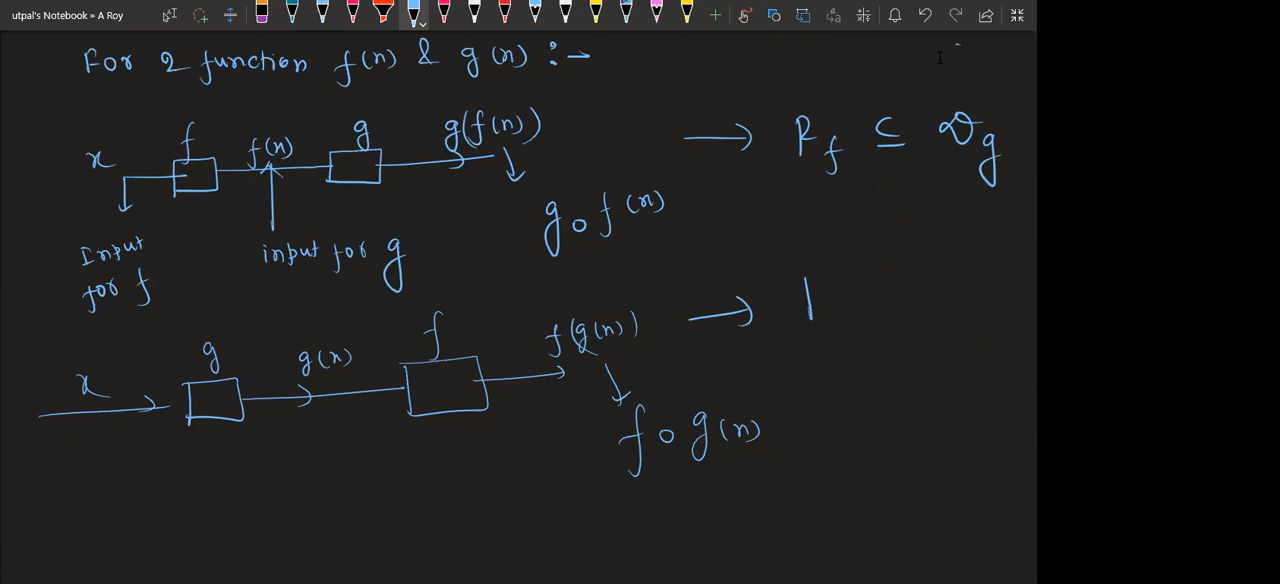 utpal's Notebook » A Roy
For 2 function f(x) & g(x) :→
x f f(x) g g(f(x)) → R_f ⊆ D_g
g o f(x)
Input for f
input for g
x g g(x) f f(g(x)) →
f o g(x)